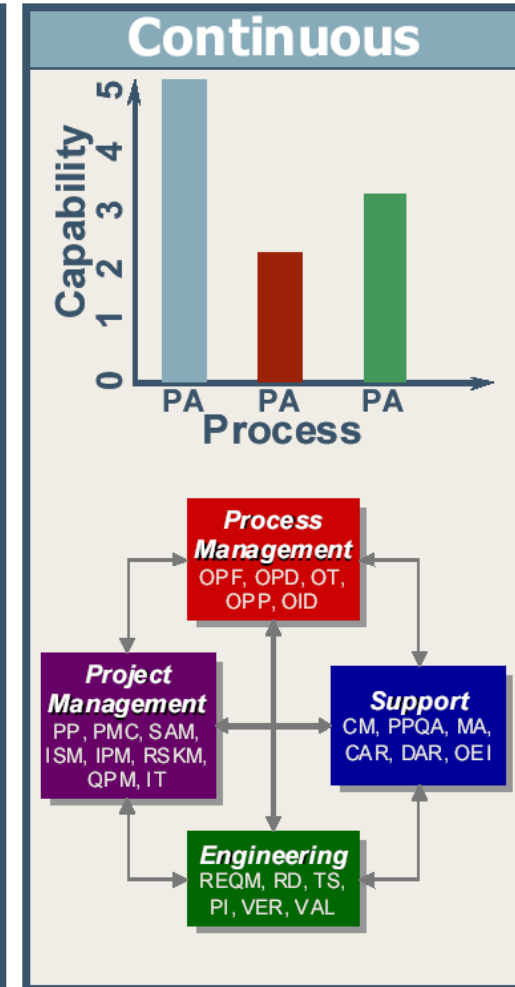 Continuous
Capability
5
4
3
2
1
0
PA PA PA
Process
Process
Management
OPF, OPD, OT,
OPP, OID
Project
Management
PP, PMC, SAM,
ISM, IPM, RSKM,
QPM, IT
Support
CM, PPQA, MA,
CAR, DAR, OEI
Engineering
REQM, RD, TS,
PI, VER, VAL